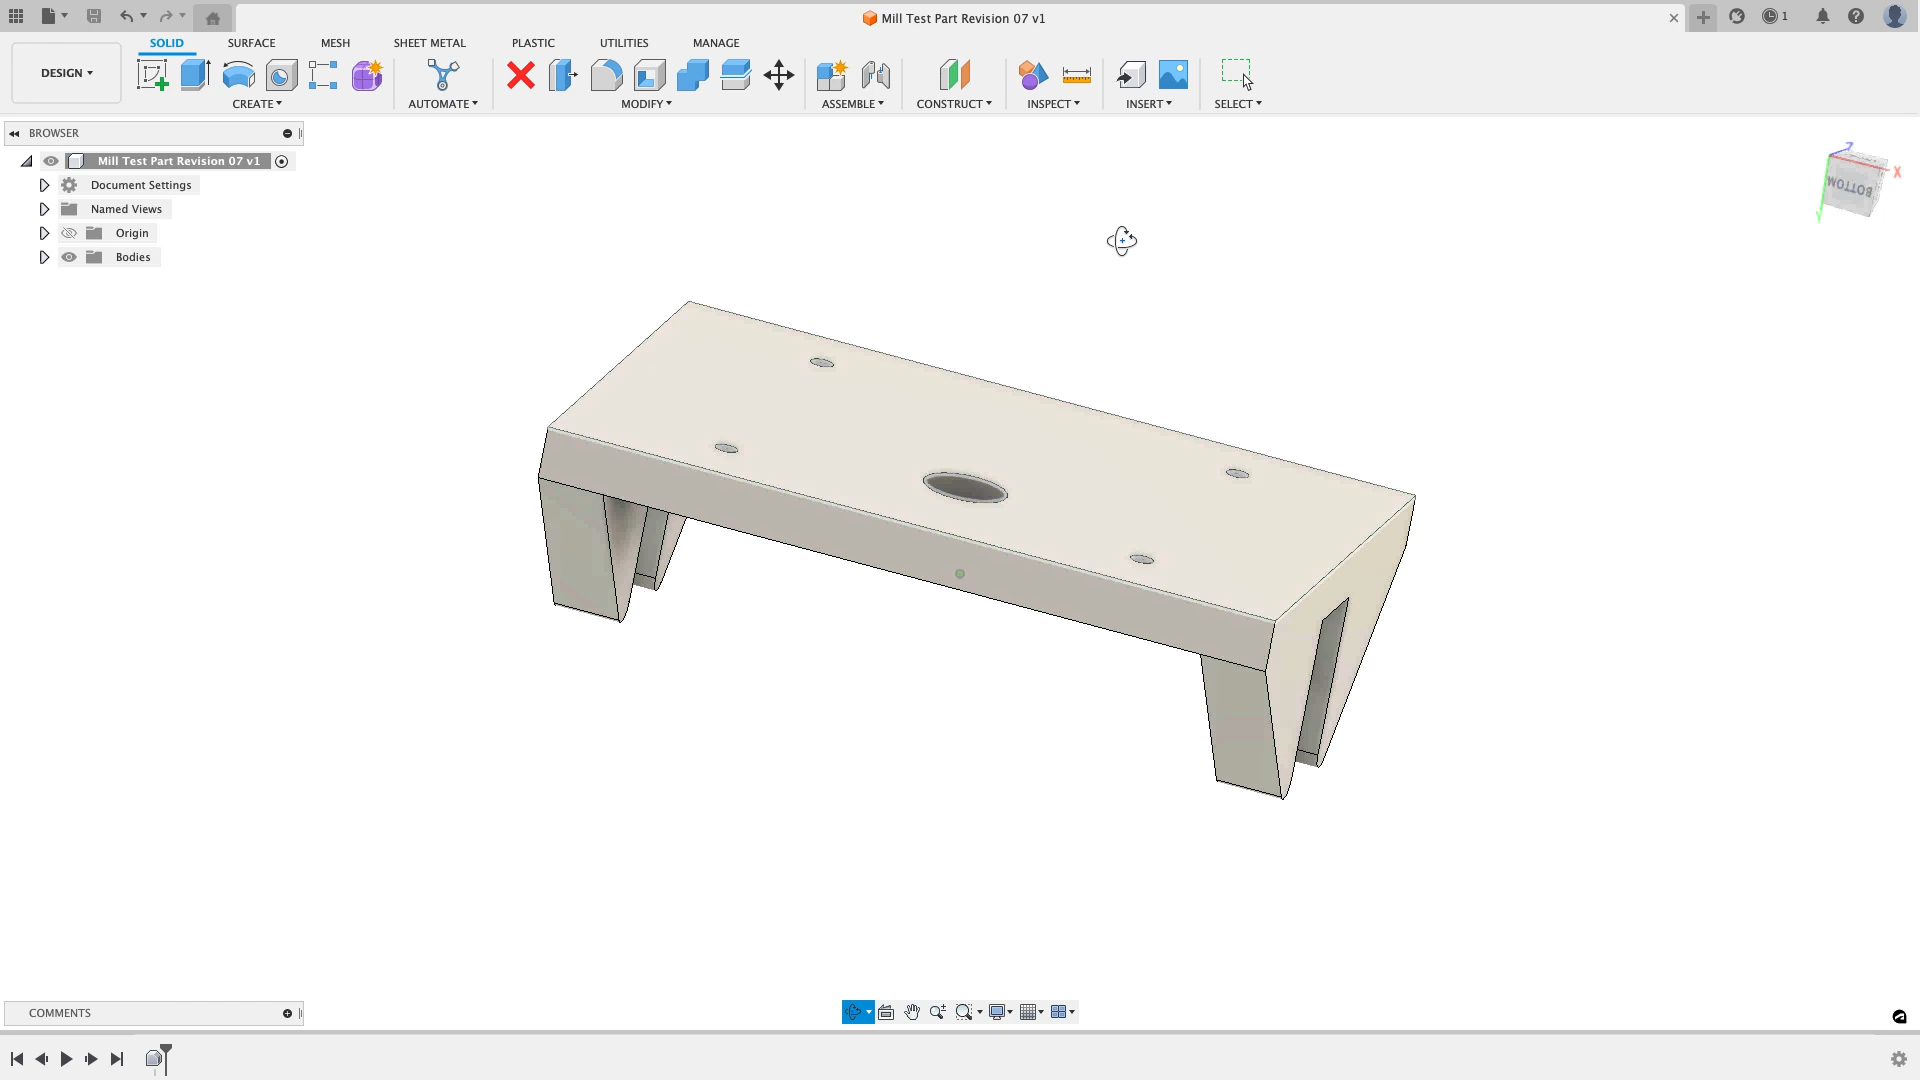 Mill Test Part Revision 07 v1
1
SOLID
SURFACE
MESH
SHEET METAL
PLASTIC
UTILITIES
MANAGE
DESIGN
CREATE
AUTOMATE
MODIFY
ASSEMBLE
CONSTRUCT
INSPECT
INSERT
SELECT
BROWSER
Mill Test Part Revision 07 v1
Document Settings
Named Views
Origin
Bodies
Z
X
Y
BOTTOM
COMMENTS